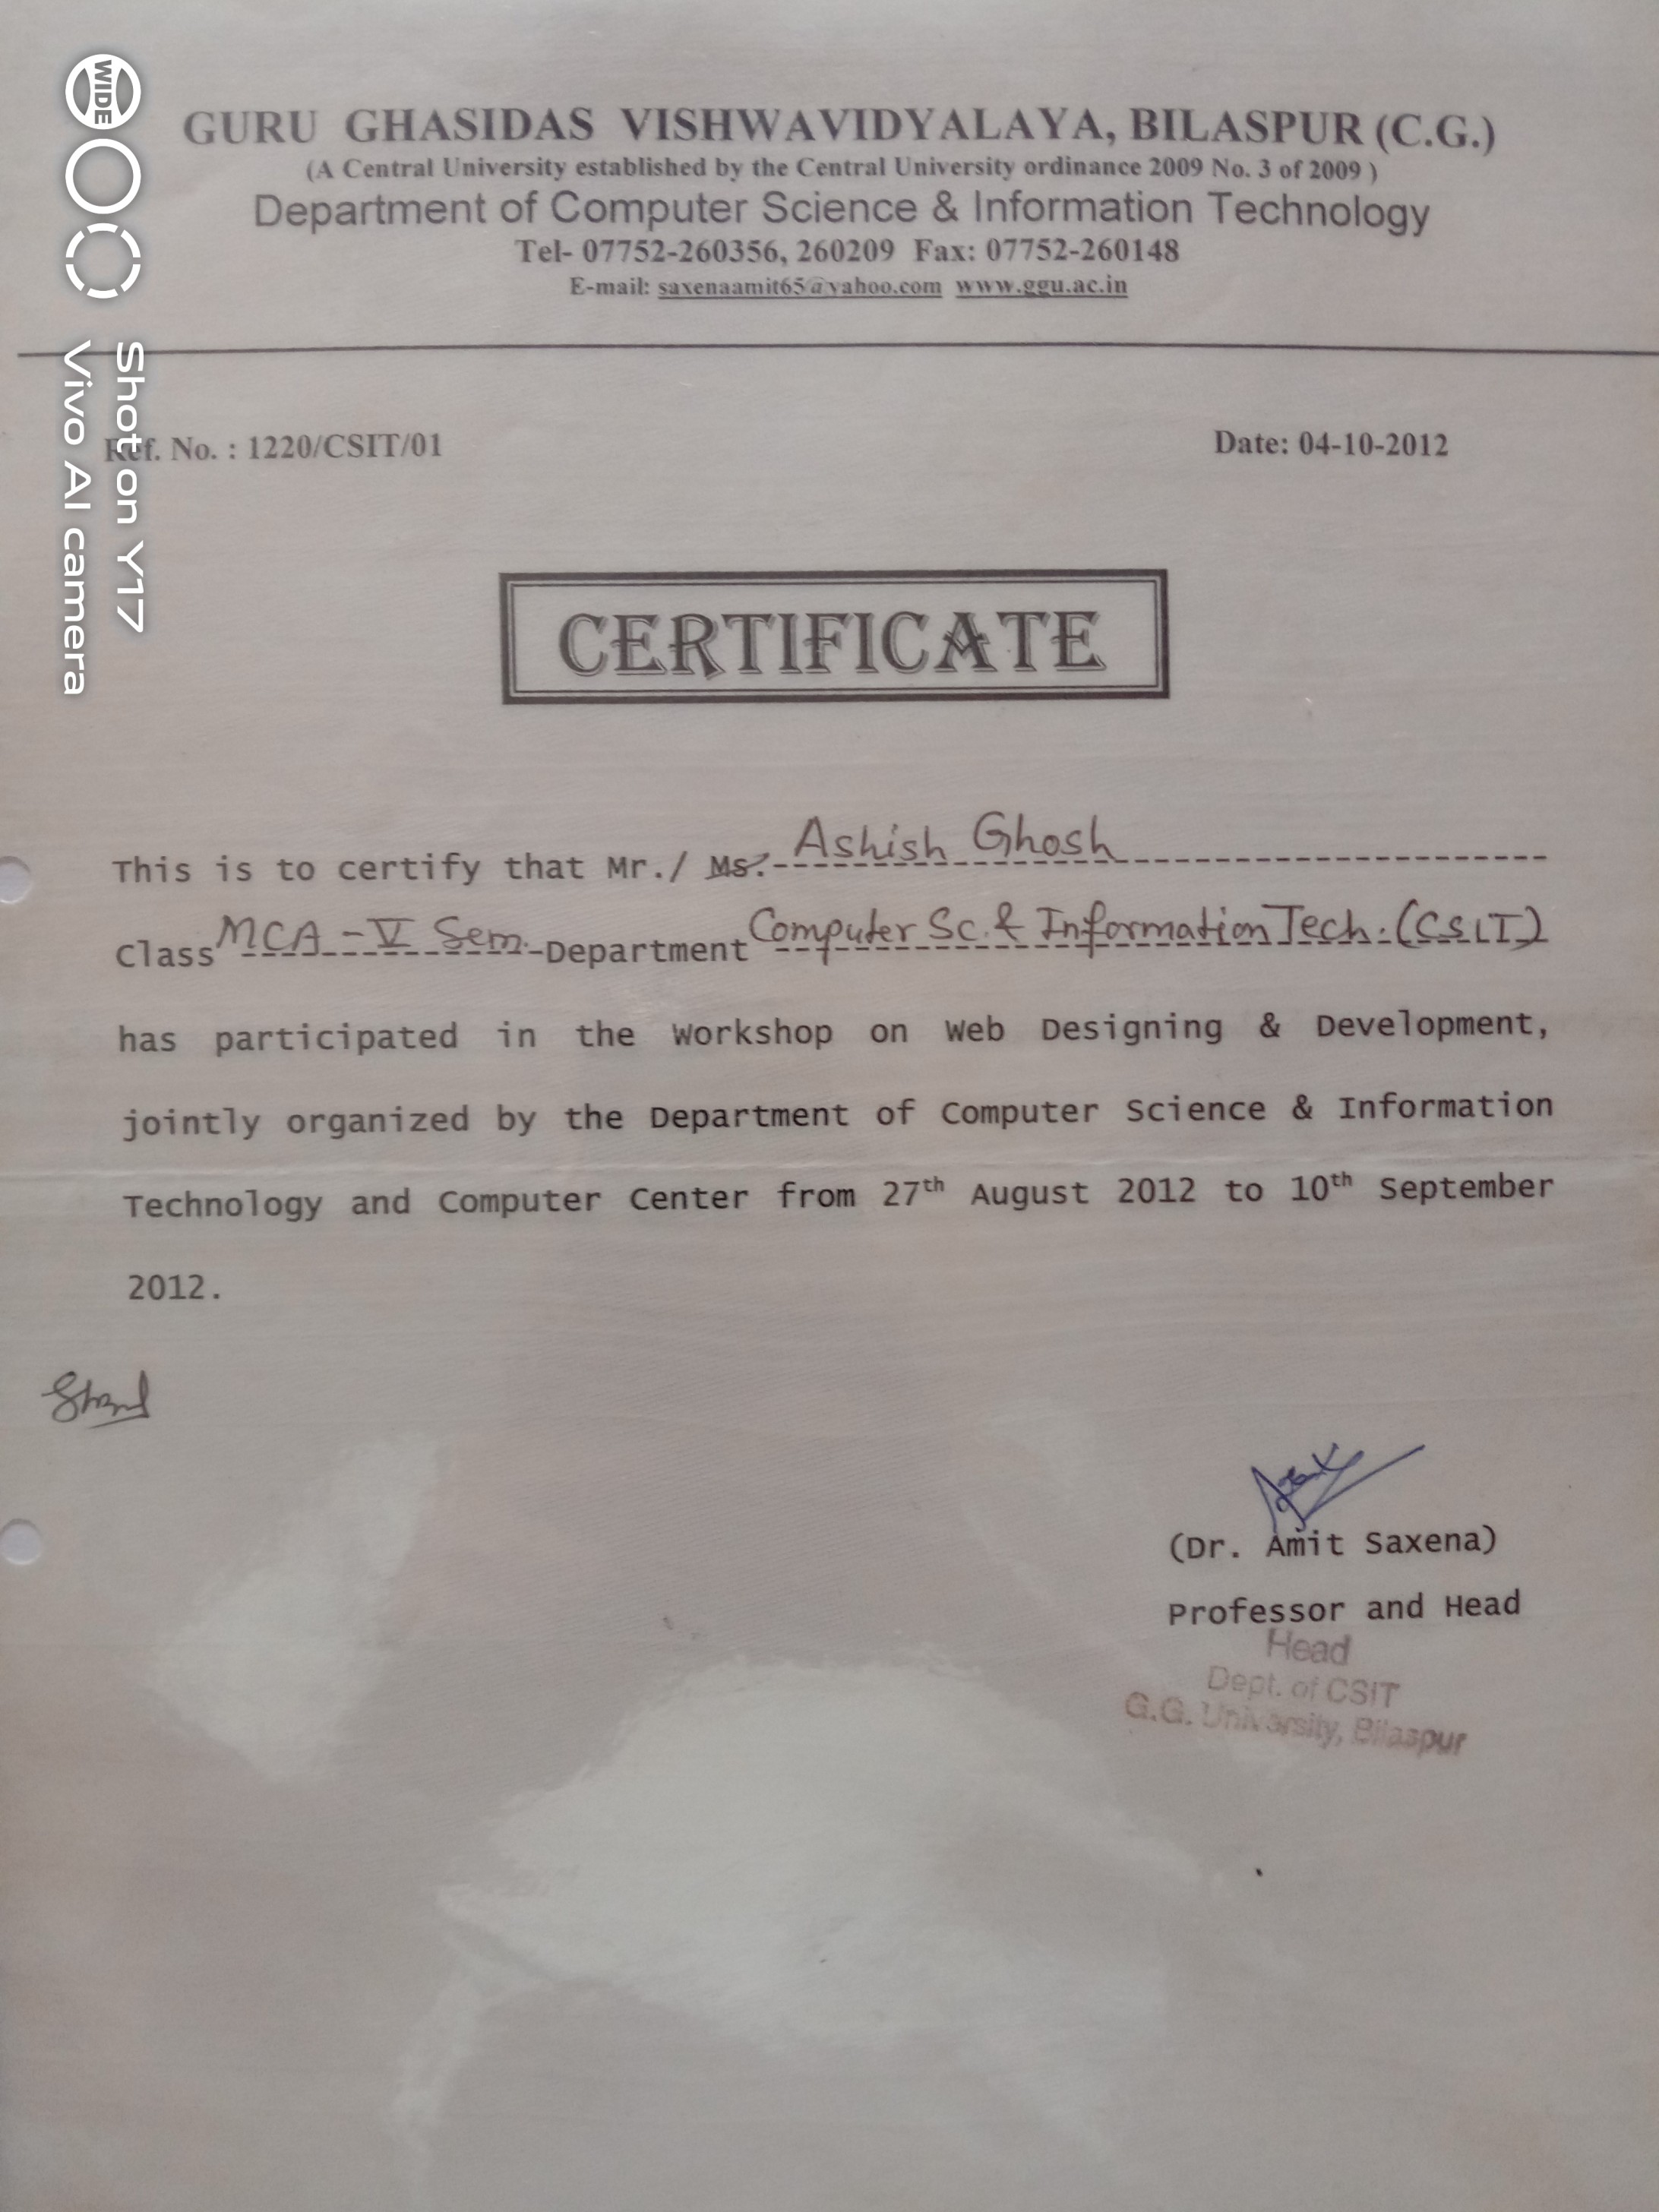 GURU GHASIDAS VISHWAVIDYALAYA, BILASPUR (C.G.)
(A Central University established by the Central University ordinance 2009 No. 3 of 2009 )
Department of Computer Science & Information Technology
Tel- 07752-260356, 260209 Fax: 07752-260148
E-mail: saxenaamit65@yahoo.com www.ggu.ac.in
Ref. No. : 1220/CSIT/01 Date: 04-10-2012
CERTIFICATE
This is to certify that Mr./ Ms. Ashish Ghosh
Class MCA - V Sem. Department Computer Sc. & Information Tech. (CSIT)
has participated in the Workshop on Web Designing & Development,
jointly organized by the Department of Computer Science & Information
Technology and Computer Center from 27th August 2012 to 10th September
2012.
(Dr. Amit Saxena)
Professor and Head
Head
Dept. of CSIT
G.G. University, Bilaspur
WIDE
Shot on Y17
Vivo AI camera